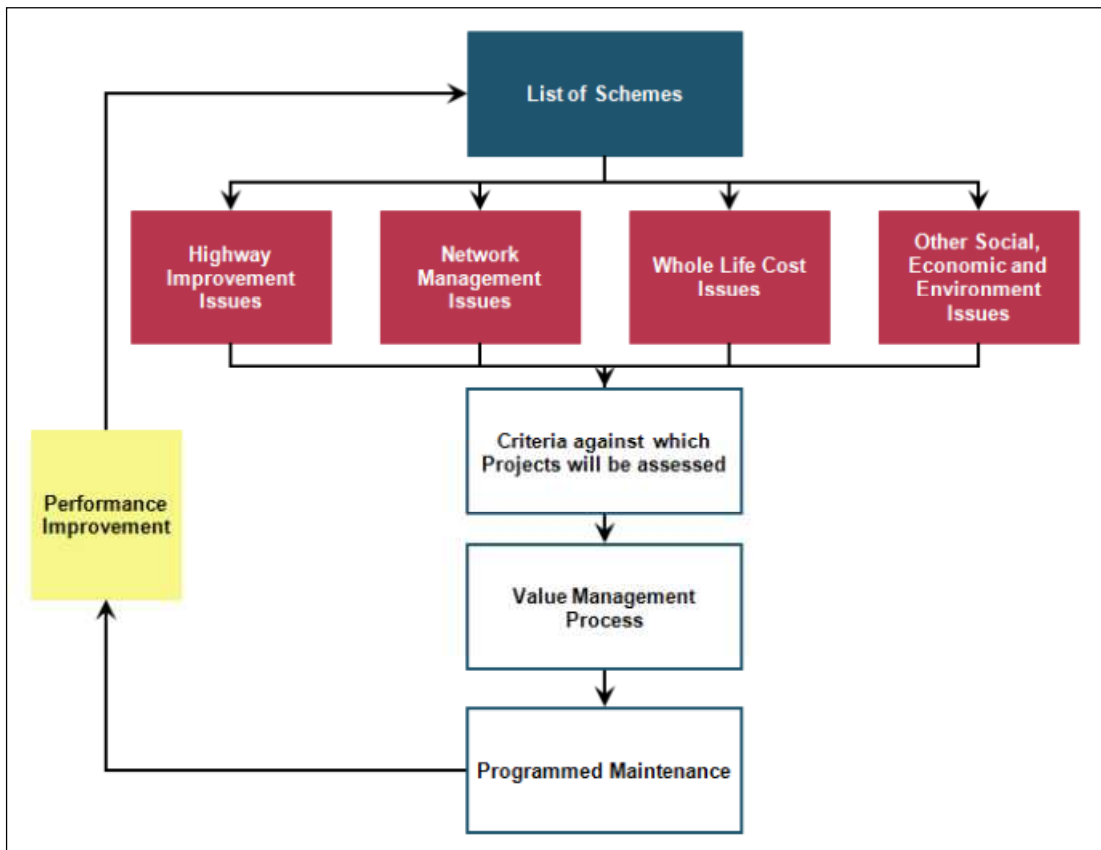 List of Schemes
Highway
Improvement
Issues
Network
Management
Issues
Whole Life Cost
Issues
Other Social,
Economic and
Environment
Issues
Criteria against which
Projects will be assessed
Performance
Improvement
Value Management
Process
Programmed Maintenance